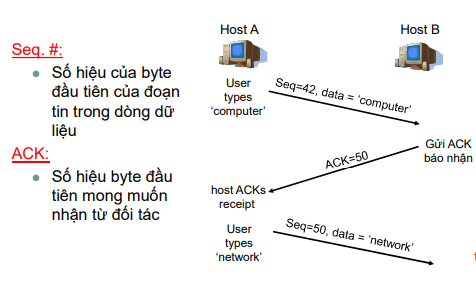 Seq. #:
Số hiệu của byte
đầu tiên của đoạn
tin trong dòng dữ
liệu
ACK:
Số hiệu byte đầu
tiên mong muốn
nhận từ đối tác
Host A
Host B
User
types
‘computer’
Seq=42, data = ‘computer’
Gửi ACK
báo nhận
ACK=50
host ACKs
receipt
User
types
‘network’
Seq=50, data = ‘network’